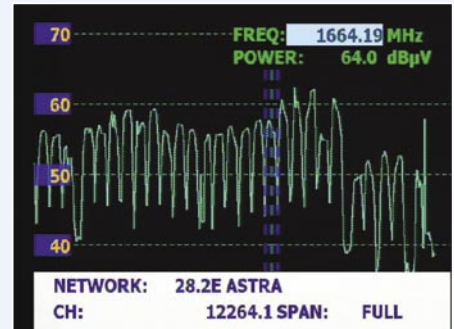 70 FREQ: 1664.19 MHz
POWER: 64.0 dBµV
60
50
40
NETWORK: 28.2E ASTRA
CH: 12264.1 SPAN: FULL